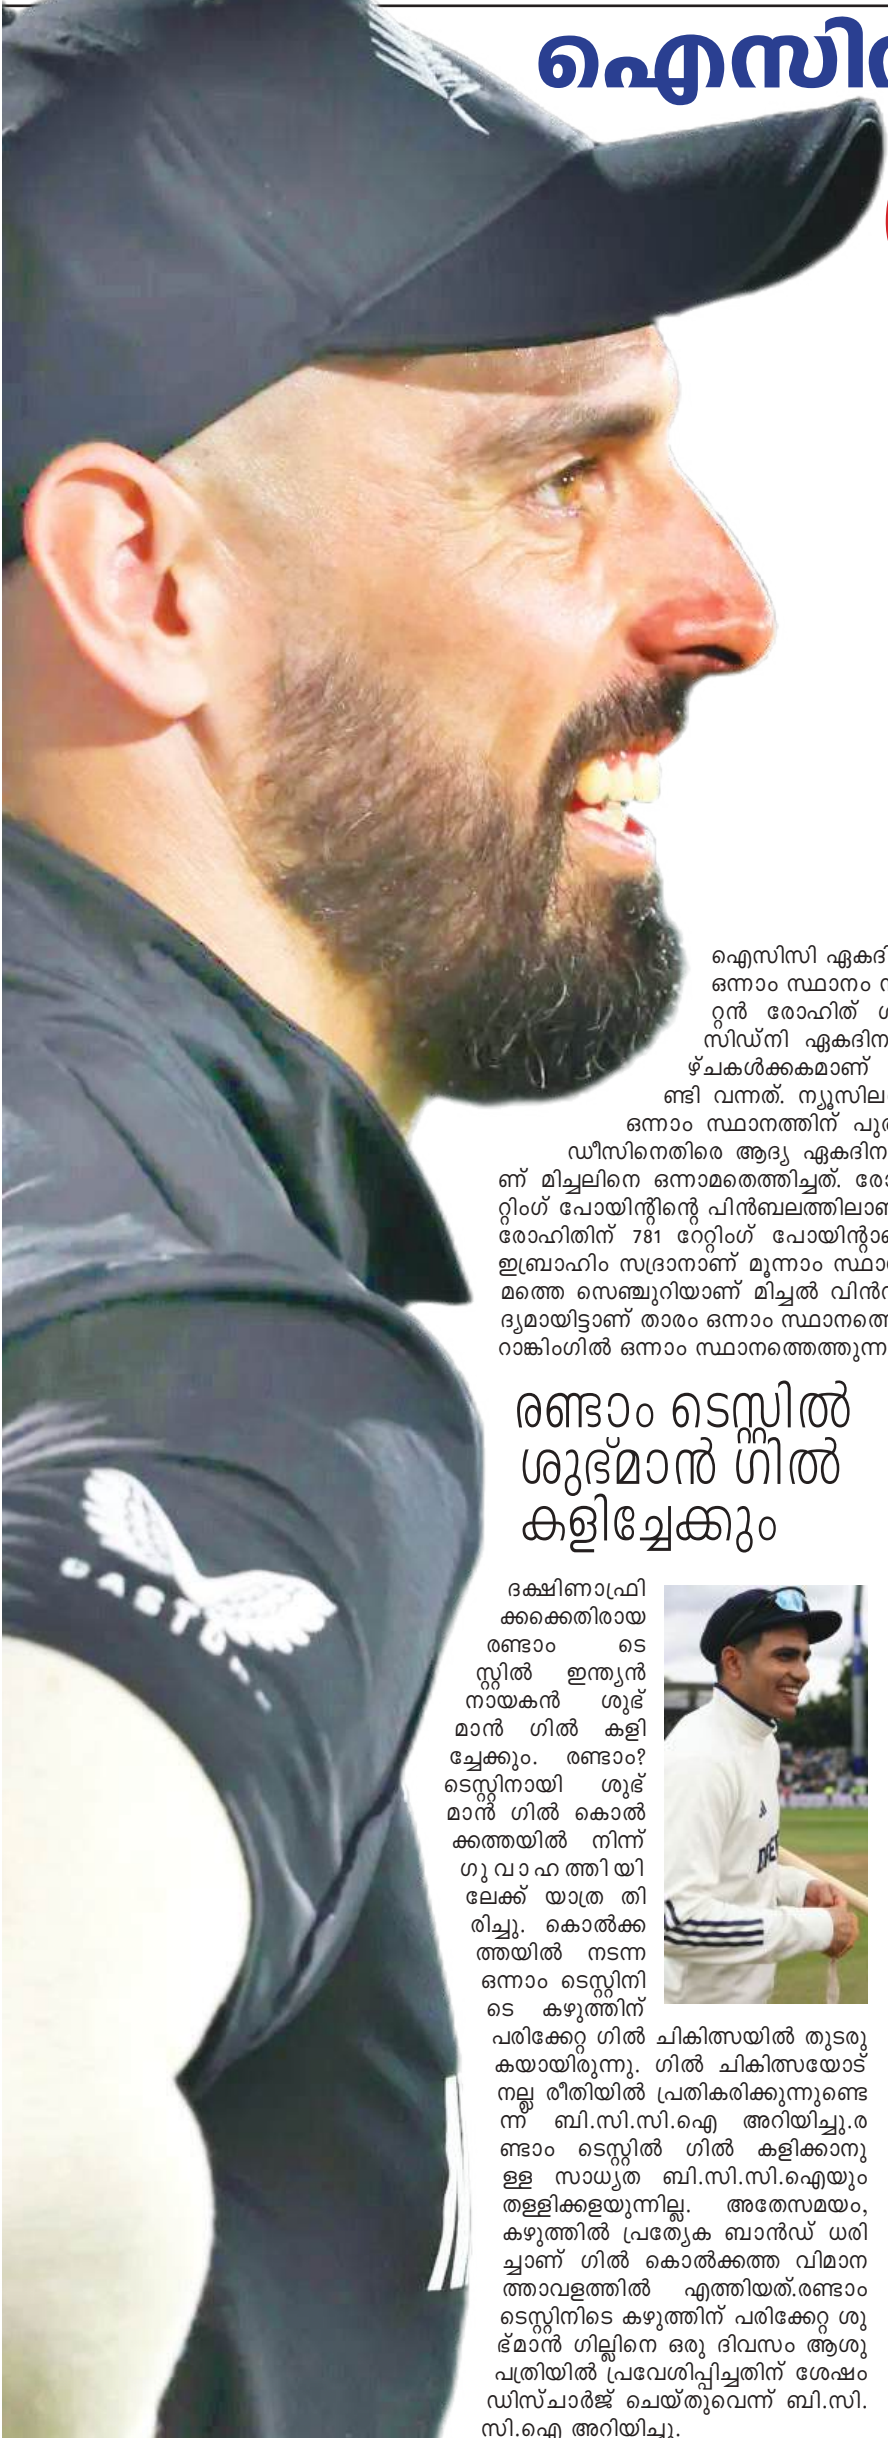 ഐസി
ഐസിസി ഏകദി
ഒന്നാം സ്ഥാനം
റ്റൻ രോഹിത് ശ
സിഡ്നി ഏകദിന
ഴ്ചകൾക്കകമാണ്
ണ്ടി വന്നത്. ന്യൂസില
ഒന്നാം സ്ഥാനത്തിന് പുറ
ഡീസിനെതിരെ ആദ്യ ഏകദിന
ണ് മിച്ചലിനെ ഒന്നാമതെത്തിച്ചത്. രോ
റ്റിംഗ് പോയിന്റിന്റെ പിൻബലത്തിലാണ
രോഹിതിന് 781 റേറ്റിംഗ് പോയിന്റാ
ഇബ്രാഹിം സദ്രാനാണ് മൂന്നാം സ്ഥാ
മത്തെ സെഞ്ചുറിയാണ് മിച്ചൽ വിൻ
ദ്യമായിട്ടാണ് താരം ഒന്നാം സ്ഥാനത്തെ
റാങ്കിംഗിൽ ഒന്നാം സ്ഥാനത്തെത്തുന്ന
രണ്ടാം ടെസ്റ്റിൽ
ശുഭ്മാൻ ഗിൽ
കളിച്ചേക്കും
ദക്ഷിണാഫ്രി
ക്കക്കെതിരായ
രണ്ടാം ടെ
സ്റ്റിൽ ഇന്ത്യൻ
നായകൻ ശുഭ്
മാൻ ഗിൽ കളി
ച്ചേക്കും. രണ്ടാം?
ടെസ്റ്റിനായി ശുഭ്
മാൻ ഗിൽ കൊൽ
ക്കത്തയിൽ നിന്ന്
ഗുവാഹത്തിയി
ലേക്ക് യാത്ര തി
രിച്ചു. കൊൽക്ക
ത്തയിൽ നടന്ന
ഒന്നാം ടെസ്റ്റിനി
ടെ കഴുത്തിന്
പരിക്കേറ്റ ഗിൽ ചികിത്സയിൽ തുടരു
കയായിരുന്നു. ഗിൽ ചികിത്സയോട്
നല്ല രീതിയിൽ പ്രതികരിക്കുന്നുണ്ടെ
ന്ന് ബി.സി.സി.ഐ അറിയിച്ചു.ര
ണ്ടാം ടെസ്റ്റിൽ ഗിൽ കളിക്കാനു
ള്ള സാധ്യത ബി.സി.സി.ഐയും
തള്ളിക്കളയുന്നില്ല. അതേസമയം,
കഴുത്തിൽ പ്രത്യേക ബാൻഡ് ധരി
ച്ചാണ് ഗിൽ കൊൽക്കത്ത വിമാന
ത്താവളത്തിൽ എത്തിയത്.രണ്ടാം
ടെസ്റ്റിനിടെ കഴുത്തിന് പരിക്കേറ്റ ശു
ഭ്മാൻ ഗില്ലിനെ ഒരു ദിവസം ആശു
പത്രിയിൽ പ്രവേശിപ്പിച്ചതിന് ശേഷം
ഡിസ്ചാർജ് ചെയ്തുവെന്ന് ബി.സി.
സി.ഐ അറിയിച്ചു.